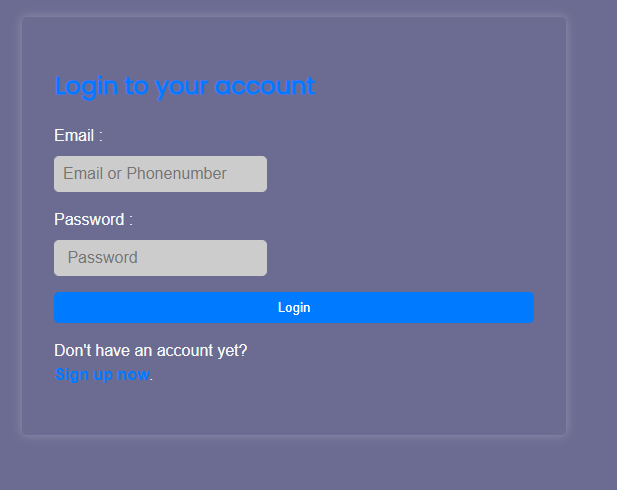 Login to your account
Email :
Email or Phonenumber
Password :
Password
Login
Don't have an account yet?
Sign up now.